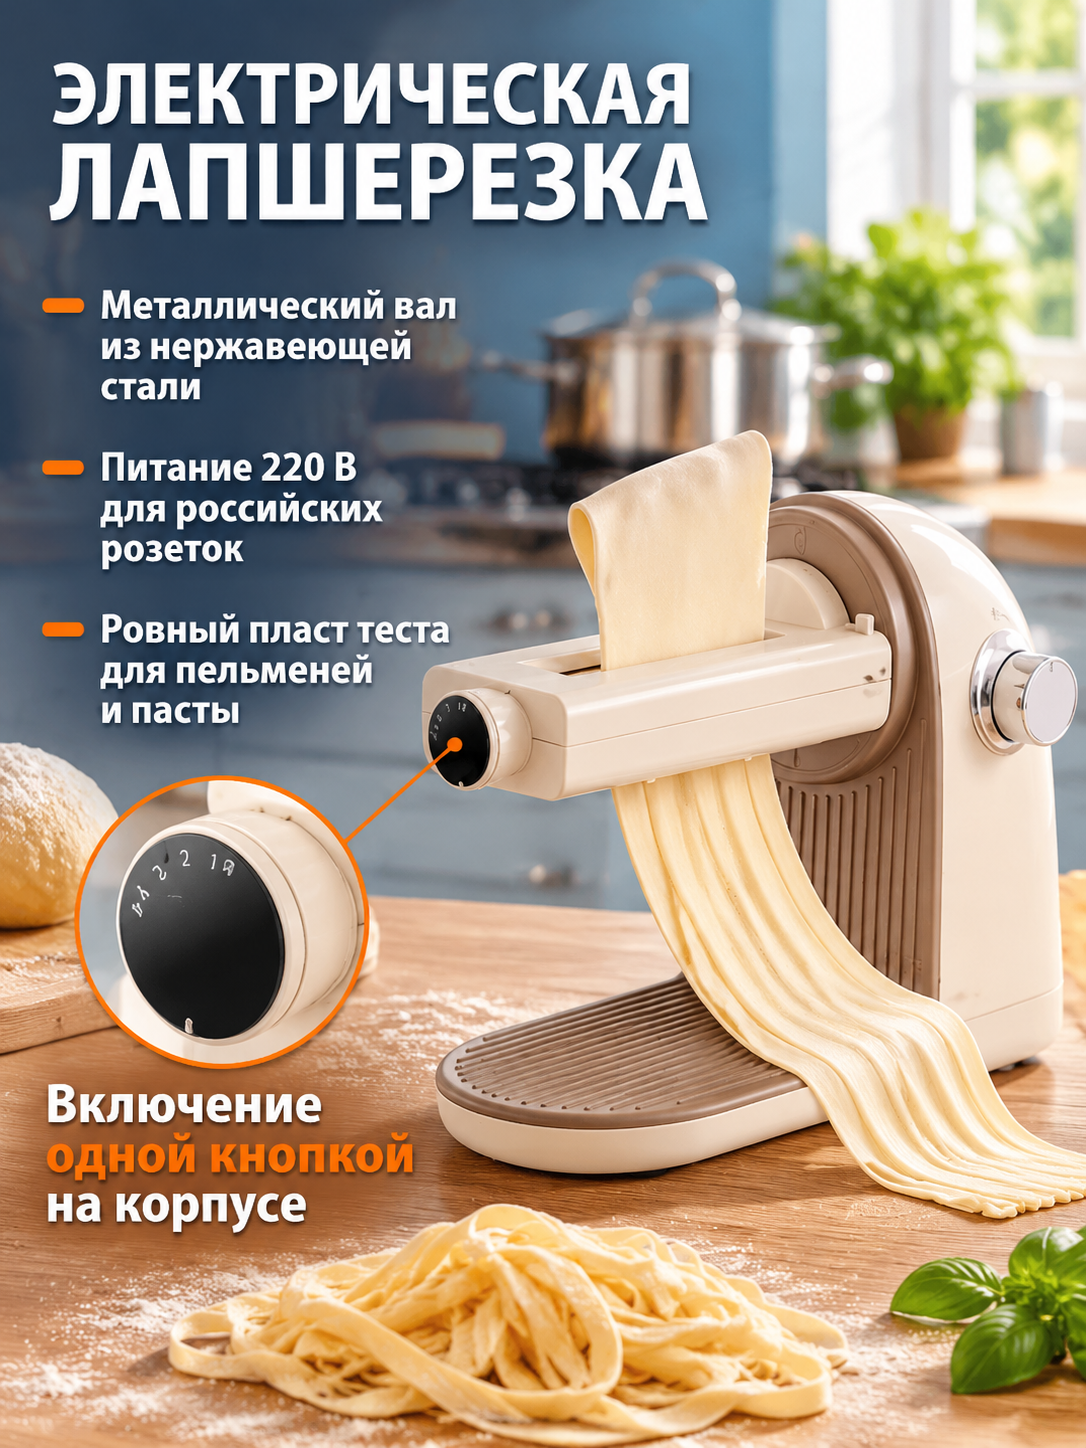 ЭЛЕКТРИЧЕСКАЯ
ЛАПШЕРЕЗКА
Металлический вал
из нержавеющей
стали
Питание 220 В
для российских
розеток
Ровный пласт теста
для пельменей
и пасты
Включение
одной кнопкой
на корпусе